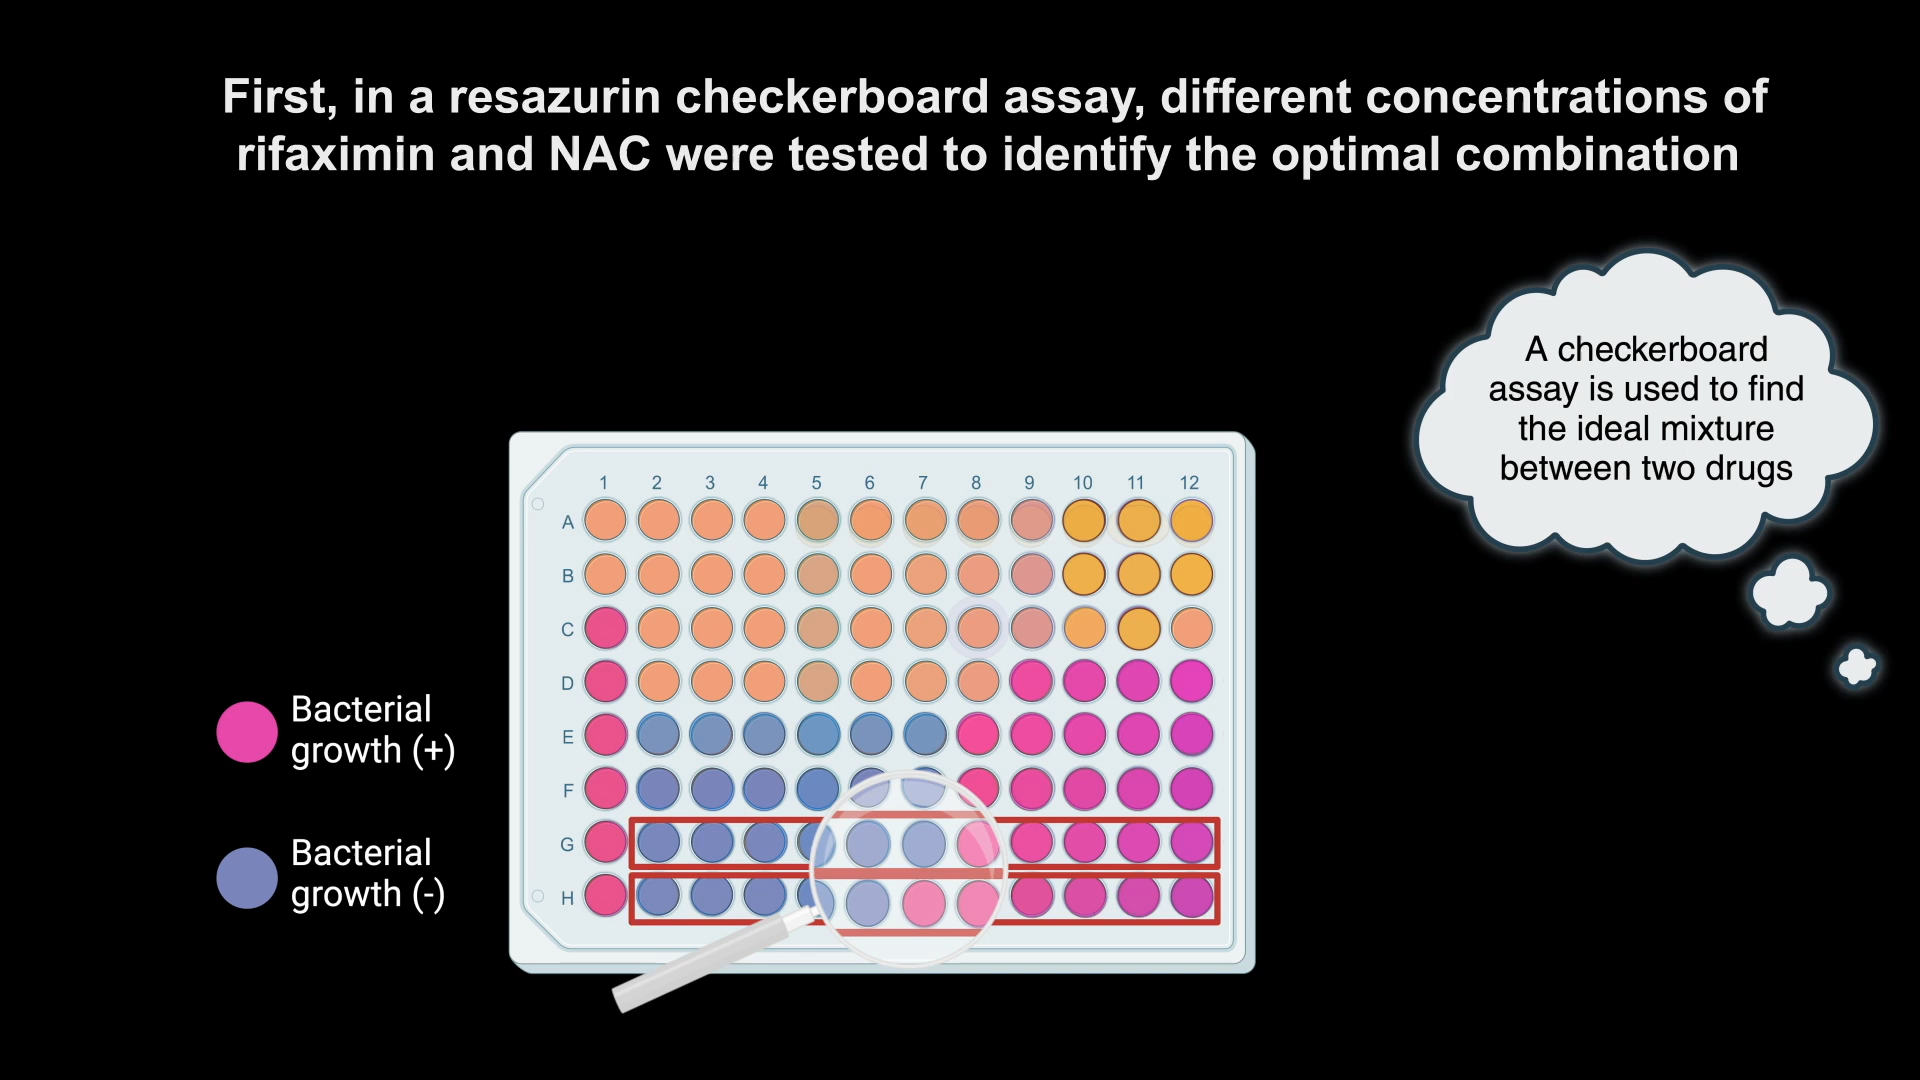 First, in a resazurin checkerboard assay, different concentrations of
rifaximin and NAC were tested to identify the optimal combination
A checkerboard
assay is used to find
the ideal mixture
between two drugs
1 2 3 4 5 6 7 8 9 10 11 12
A
B
C
D
E
F
G
H
Bacterial
growth (+)
Bacterial
growth (-)